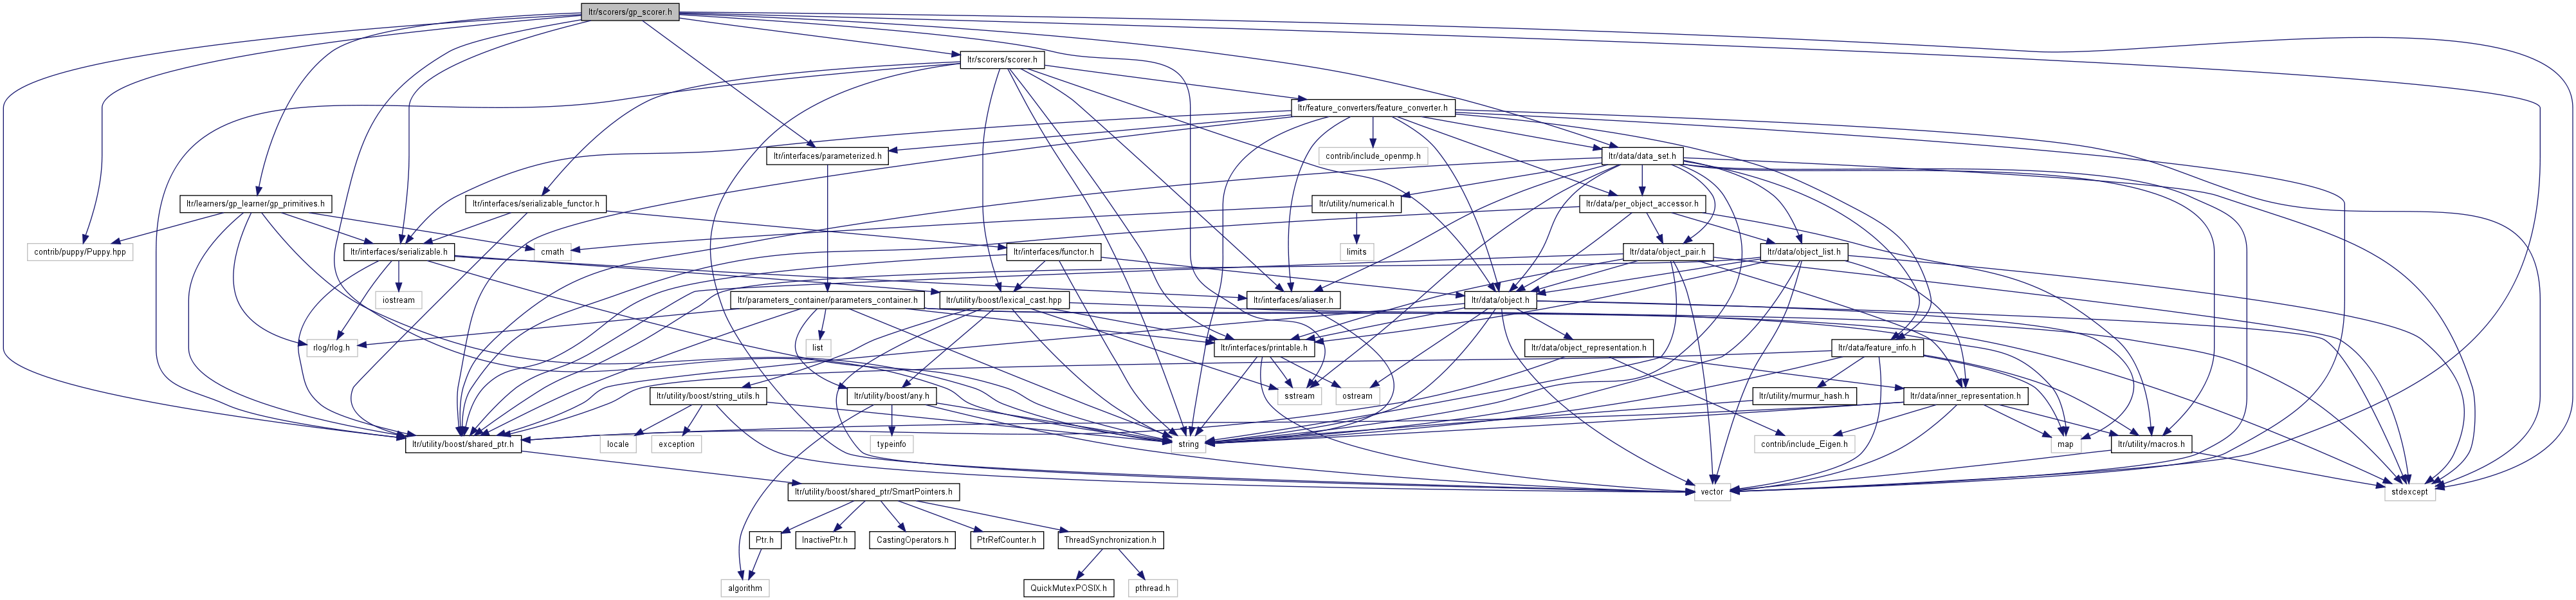 ltr/scorers/gp_scorer.h
ltr/scorers/scorer.h
ltr/feature_converters/feature_converter.h
ltr/interfaces/parameterized.h
contrib/include_openmp.h
ltr/data/data_set.h
ltr/learners/gp_learner/gp_primitives.h
ltr/interfaces/serializable_functor.h
ltr/utility/numerical.h
ltr/data/per_object_accessor.h
contrib/puppy/Puppy.hpp
ltr/interfaces/serializable.h
cmath
ltr/interfaces/functor.h
limits
ltr/data/object_pair.h
ltr/data/object_list.h
iostream
ltr/parameters_container/parameters_container.h
ltr/utility/boost/lexical_cast.hpp
ltr/interfaces/aliaser.h
ltr/data/object.h
rlog/rlog.h
list
ltr/interfaces/printable.h
ltr/data/object_representation.h
ltr/data/feature_info.h
ltr/utility/boost/string_utils.h
ltr/utility/boost/any.h
sstream
ostream
ltr/utility/murmur_hash.h
ltr/data/inner_representation.h
ltr/utility/boost/shared_ptr.h
locale
exception
typeinfo
string
contrib/include_Eigen.h
map
ltr/utility/macros.h
ltr/utility/boost/shared_ptr/SmartPointers.h
vector
stdexcept
Ptr.h
InactivePtr.h
CastingOperators.h
PtrRefCounter.h
ThreadSynchronization.h
algorithm
QuickMutexPOSIX.h
pthread.h